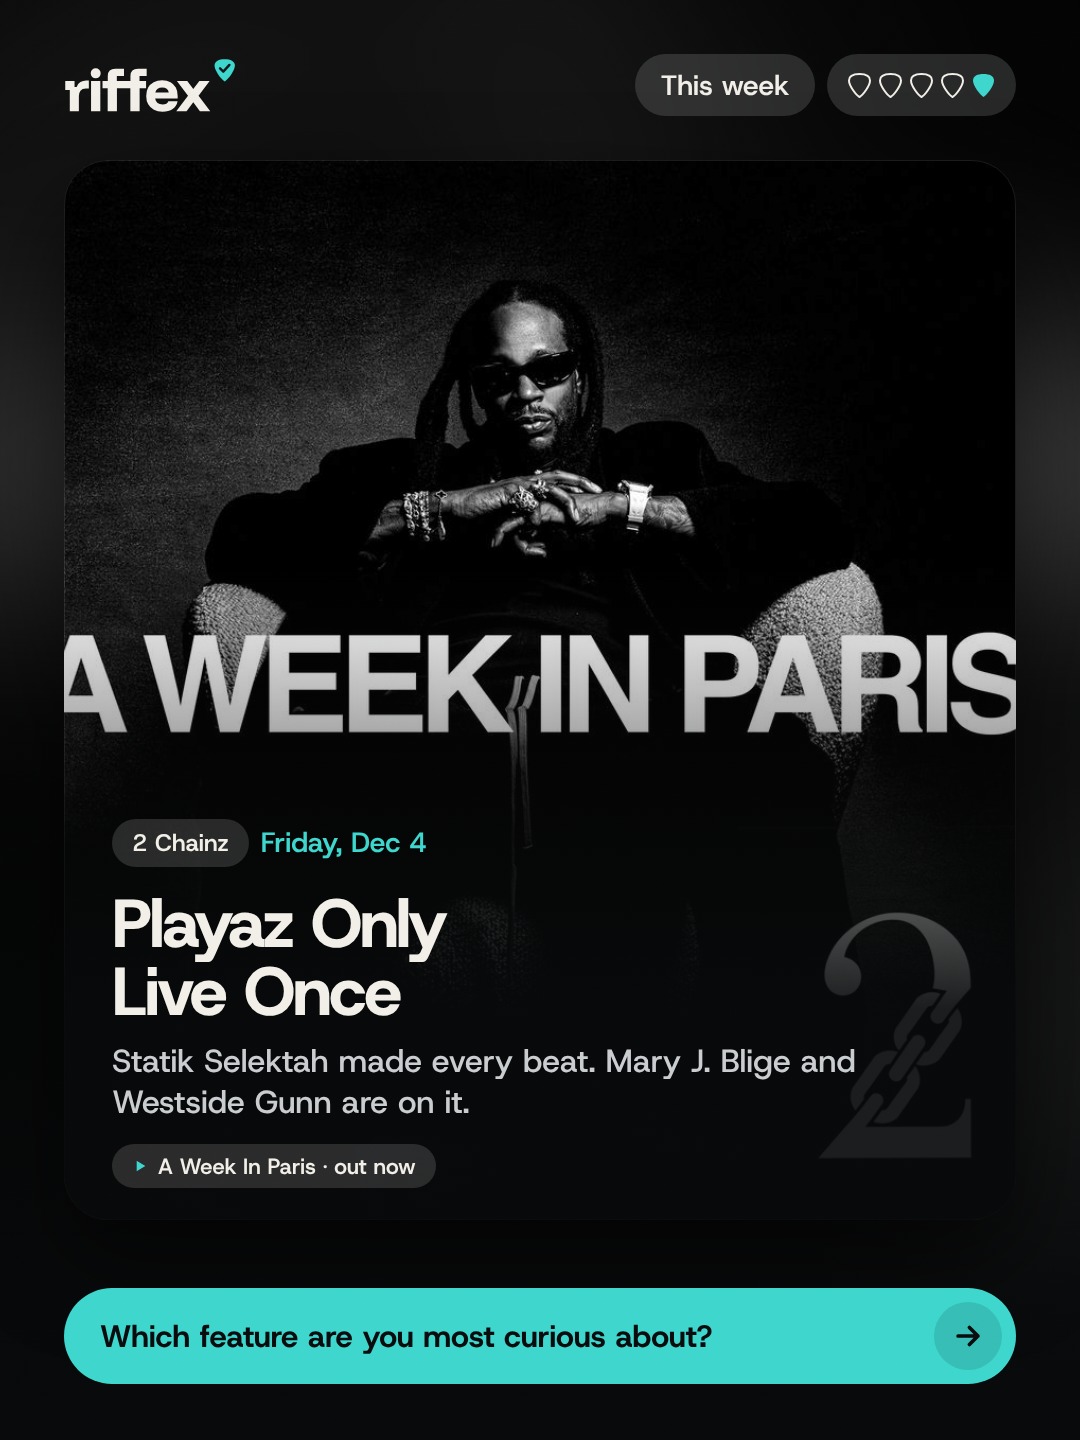 riffex
This week
A WEEK IN PARIS
2 Chainz
Friday, Dec 4
Playaz Only
Live Once
Statik Selektah made every beat. Mary J. Blige and
Westside Gunn are on it.
A Week In Paris · out now
2
Which feature are you most curious about?